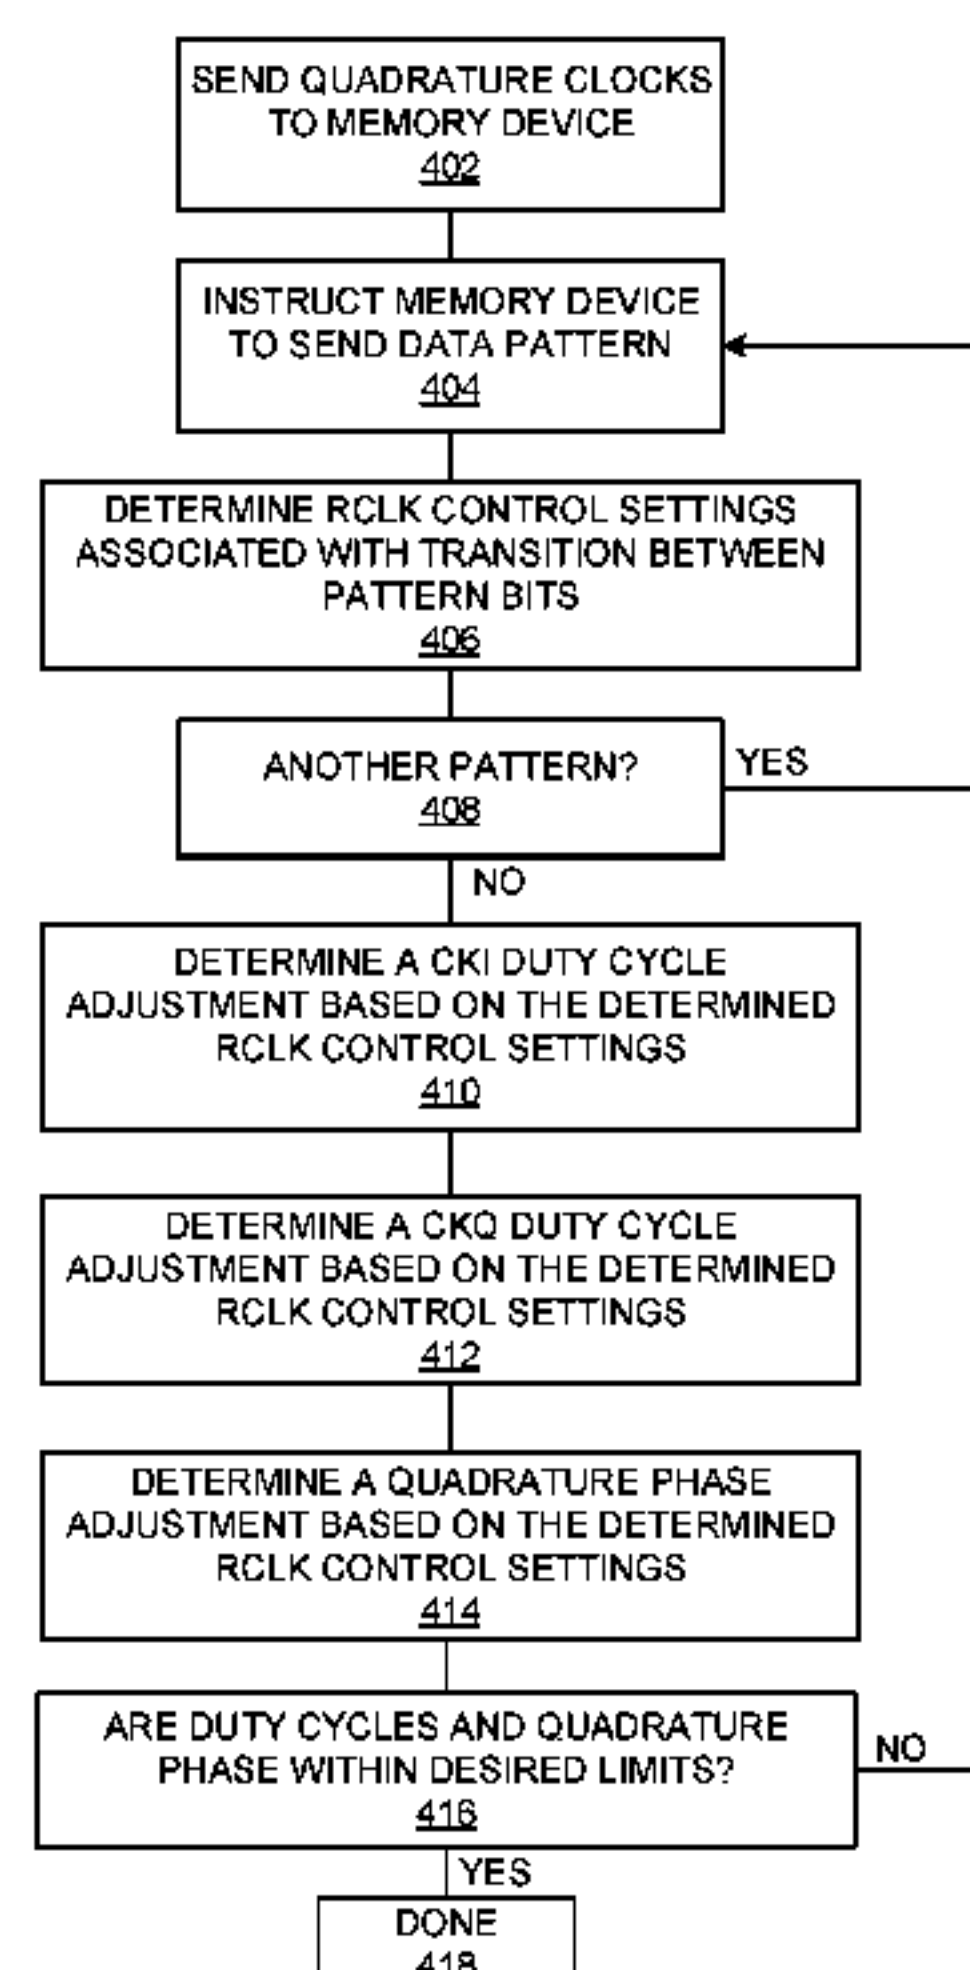 SEND QUADRATURE CLOCKS
TO MEMORY DEVICE
402
INSTRUCT MEMORY DEVICE
TO SEND DATA PATTERN
404
DETERMINE RCLK CONTROL SETTINGS
ASSOCIATED WITH TRANSITION BETWEEN
PATTERN BITS
406
ANOTHER PATTERN?
408
YES
NO
DETERMINE A CKI DUTY CYCLE
ADJUSTMENT BASED ON THE DETERMINED
RCLK CONTROL SETTINGS
410
DETERMINE A CKQ DUTY CYCLE
ADJUSTMENT BASED ON THE DETERMINED
RCLK CONTROL SETTINGS
412
DETERMINE A QUADRATURE PHASE
ADJUSTMENT BASED ON THE DETERMINED
RCLK CONTROL SETTINGS
414
ARE DUTY CYCLES AND QUADRATURE
PHASE WITHIN DESIRED LIMITS?
416
NO
YES
DONE
418